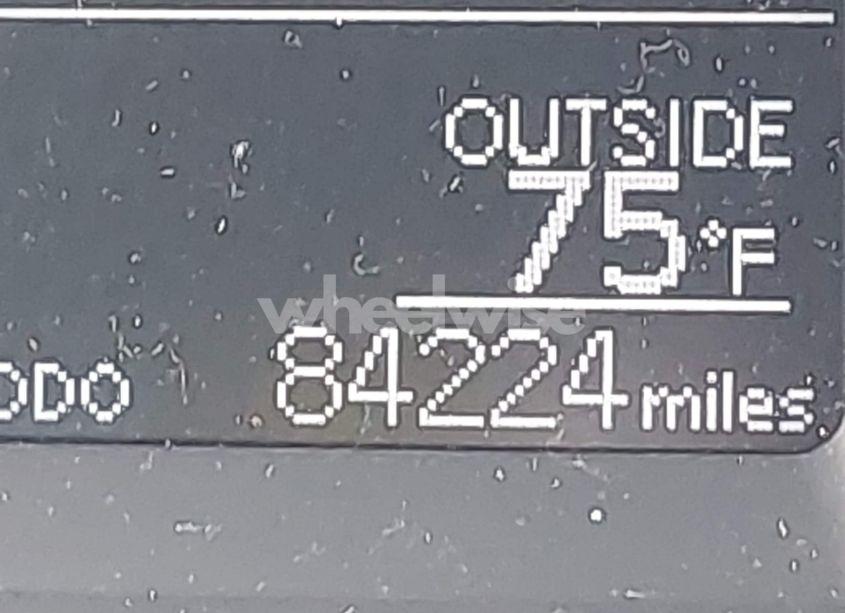 OUTSIDE
75°F
wheelwise
ODO 84224 miles